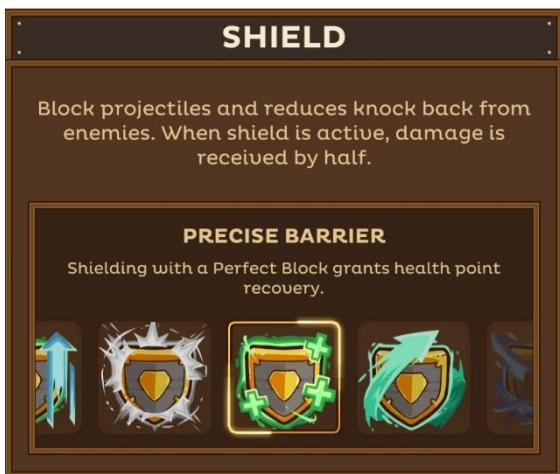 SHIELD
Block projectiles and reduces knock back from
enemies. When shield is active, damage is
received by half.
PRECISE BARRIER
Shielding with a Perfect Block grants health point
recovery.